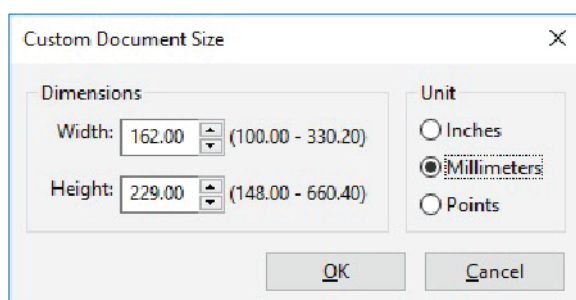 Custom Document Size
Dimensions
Width: 162.00 (100.00 - 330.20)
Height: 229.00 (148.00 - 660.40)
Unit
Inches
Millimeters
Points
OK
Cancel